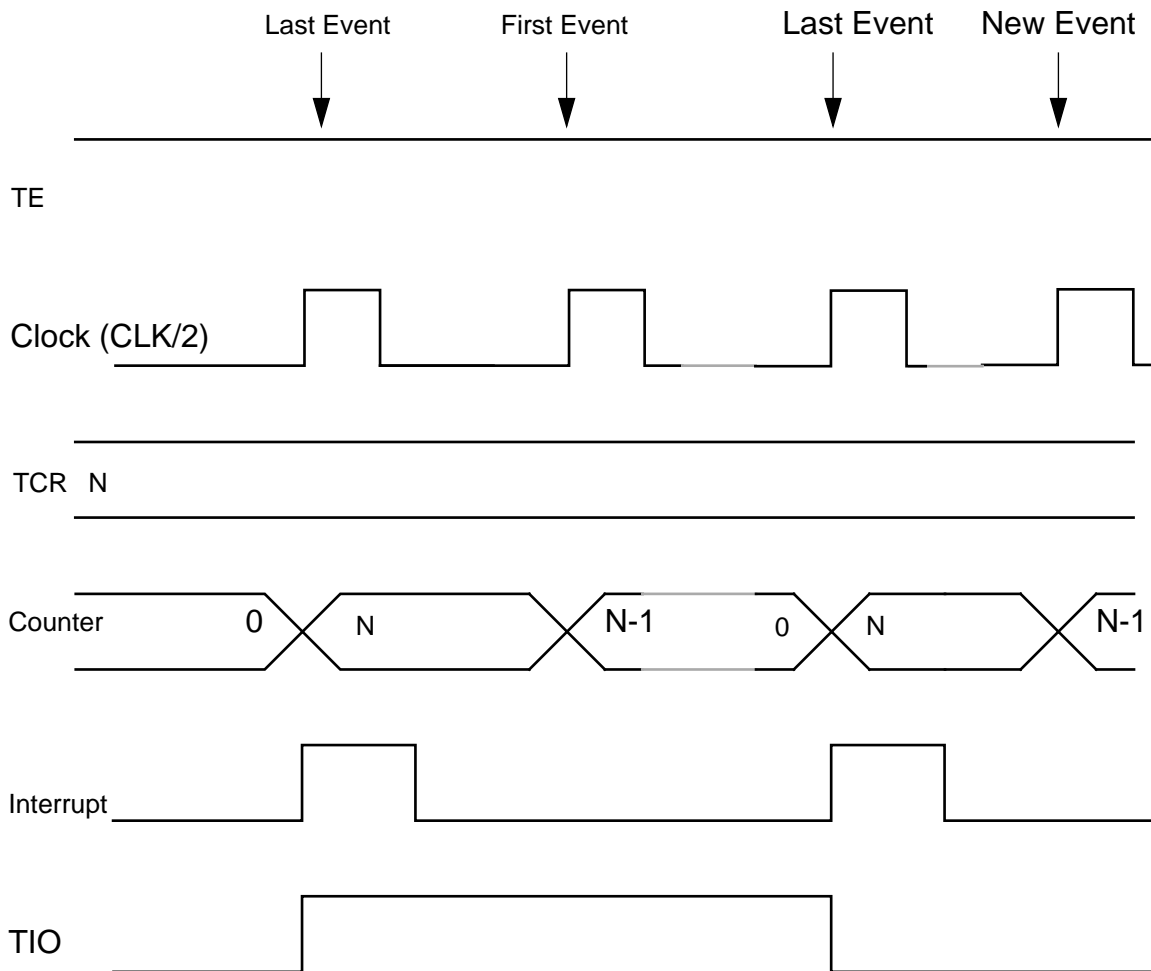 Last Event First Event Last Event New Event
TE
Clock (CLK/2)
TCR N
Counter 0 N N-1 0 N N-1
Interrupt
TIO